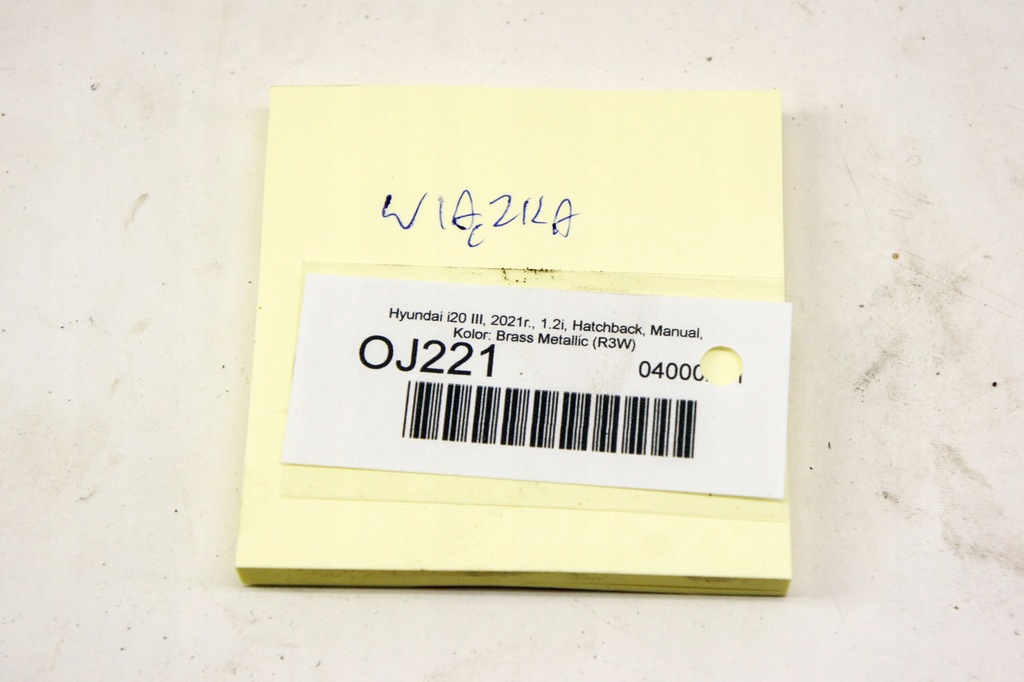 WIĄZKA
Hyundai i20 III, 2021r., 1.2i, Hatchback, Manual,
Kolor: Brass Metallic (R3W)
OJ221